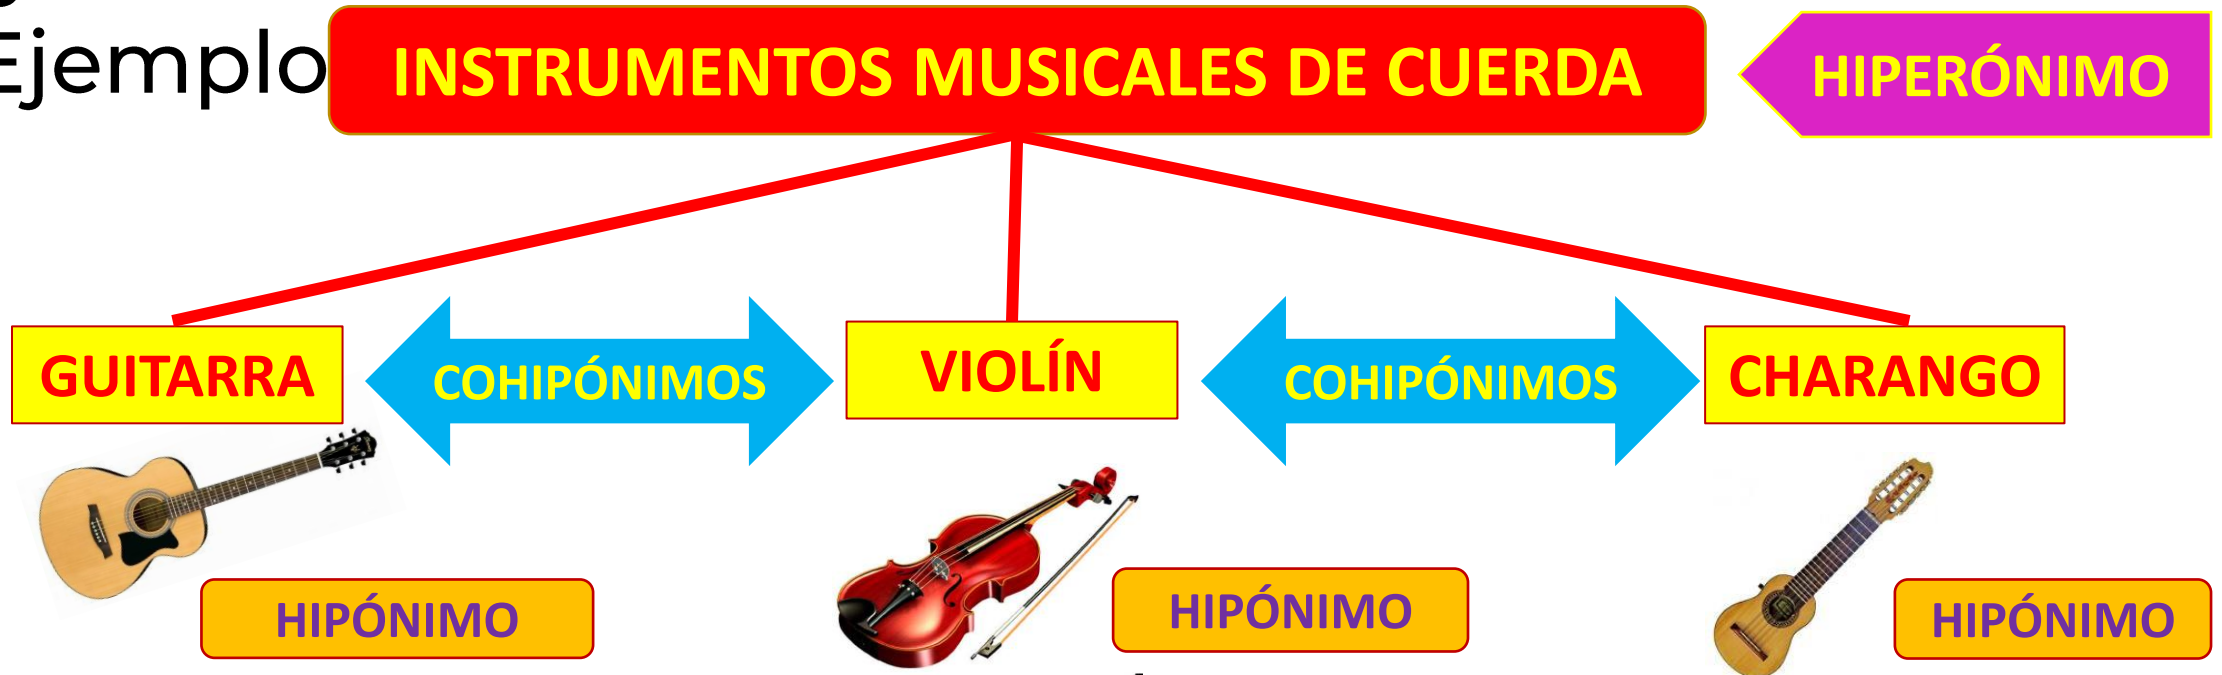 Ejemplo
INSTRUMENTOS MUSICALES DE CUERDA
HIPERÓNIMO
GUITARRA
COHIPÓNIMOS
VIOLÍN
COHIPÓNIMOS
CHARANGO
HIPÓNIMO
HIPÓNIMO
HIPÓNIMO